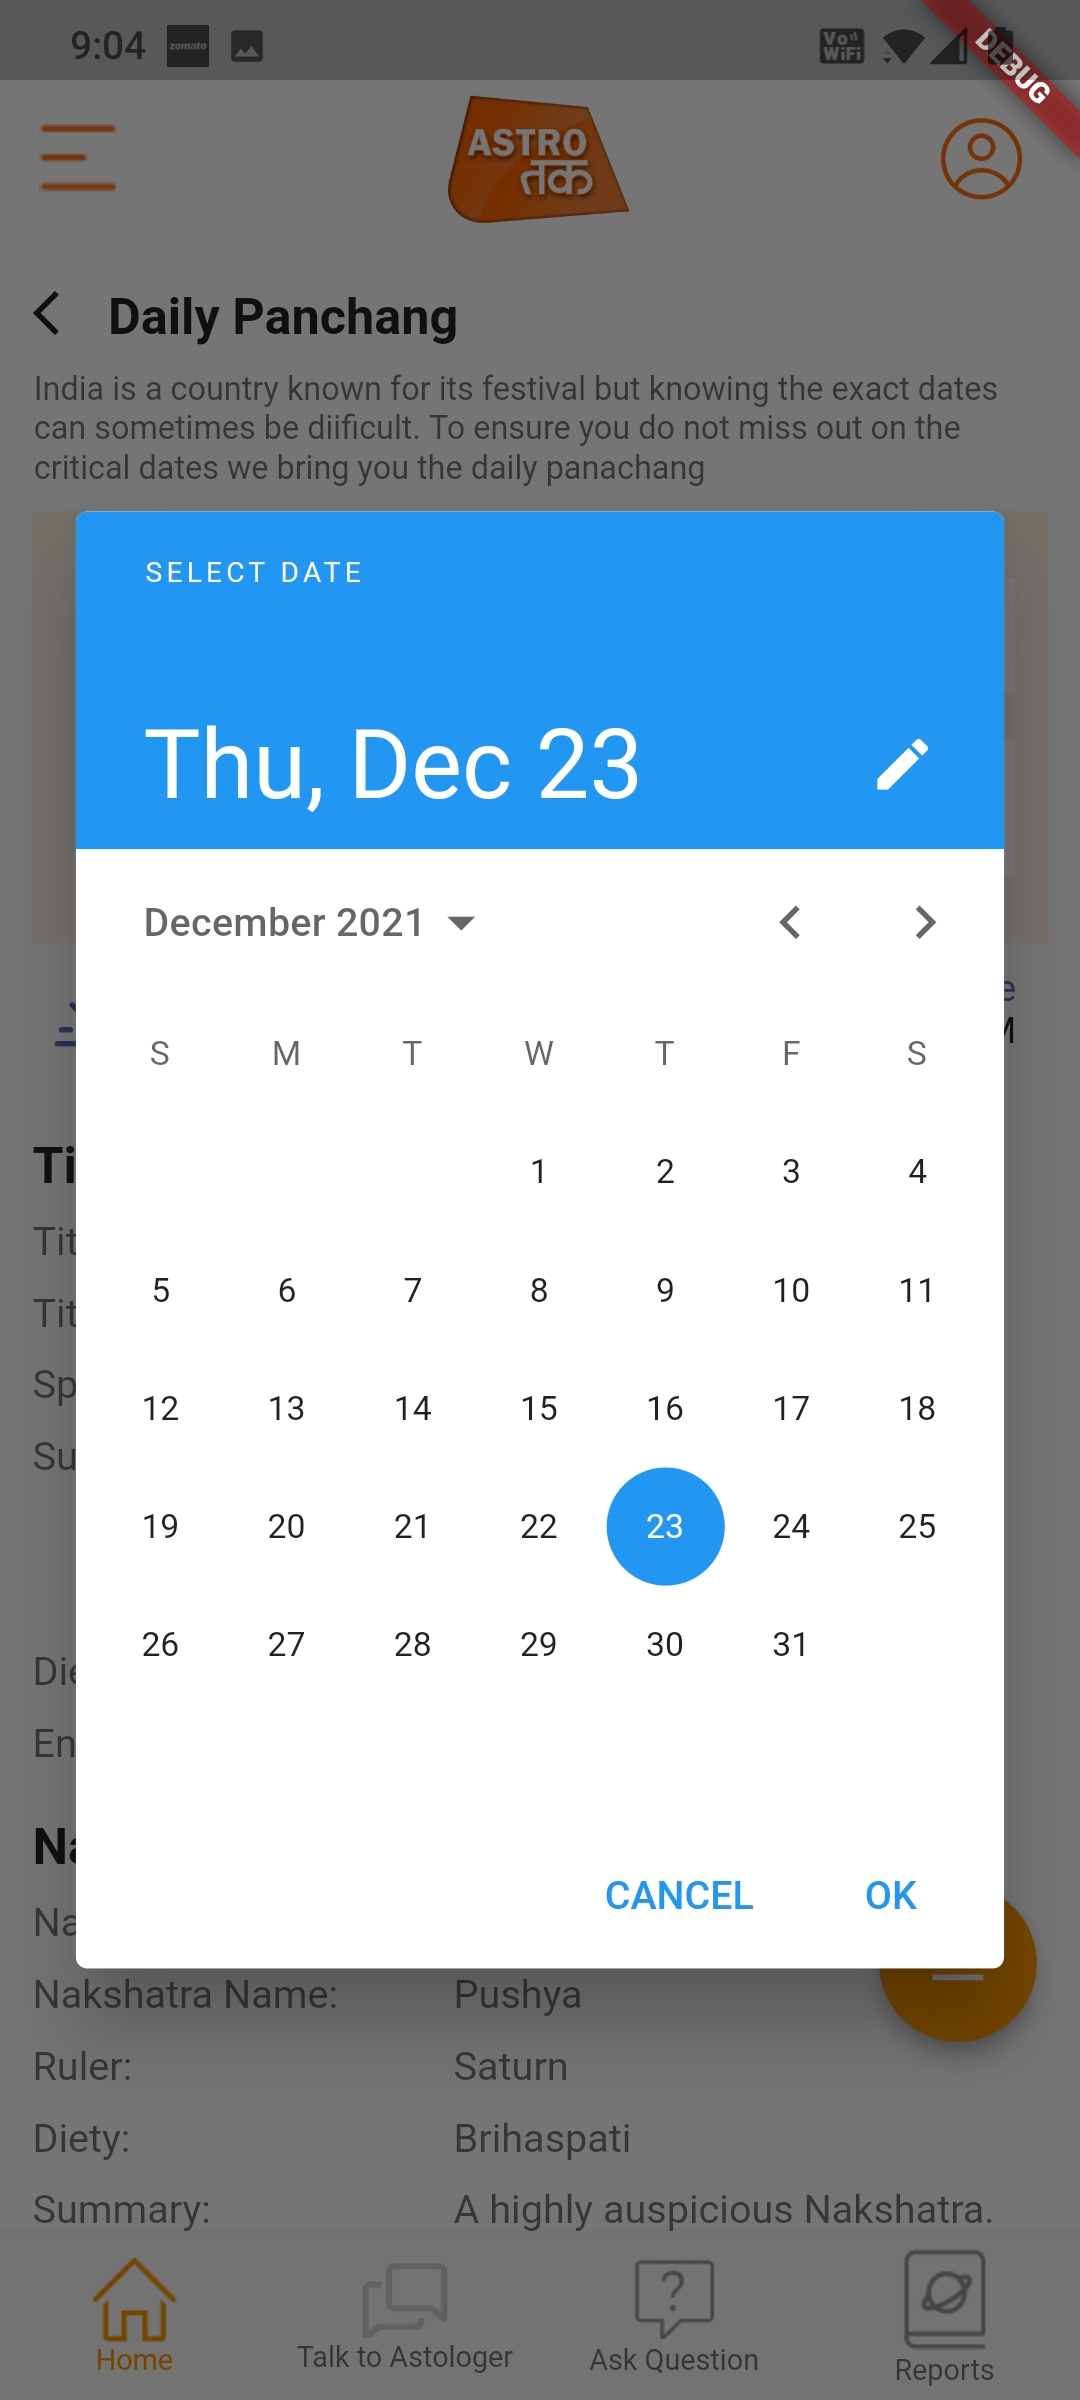 9:04
zomato
Vo
WiFi
DEBUG
ASTRO
तक
Daily Panchang
India is a country known for its festival but knowing the exact dates
can sometimes be diificult. To ensure you do not miss out on the
critical dates we bring you the daily panachang
SELECT DATE
Thu, Dec 23
December 2021
S M T W T F S
1 2 3 4
5 6 7 8 9 10 11
12 13 14 15 16 17 18
19 20 21 22 23 24 25
26 27 28 29 30 31
CANCEL OK
Nakshatra Name: Pushya
Ruler: Saturn
Diety: Brihaspati
Summary: A highly auspicious Nakshatra.
Home Talk to Astologer Ask Question Reports